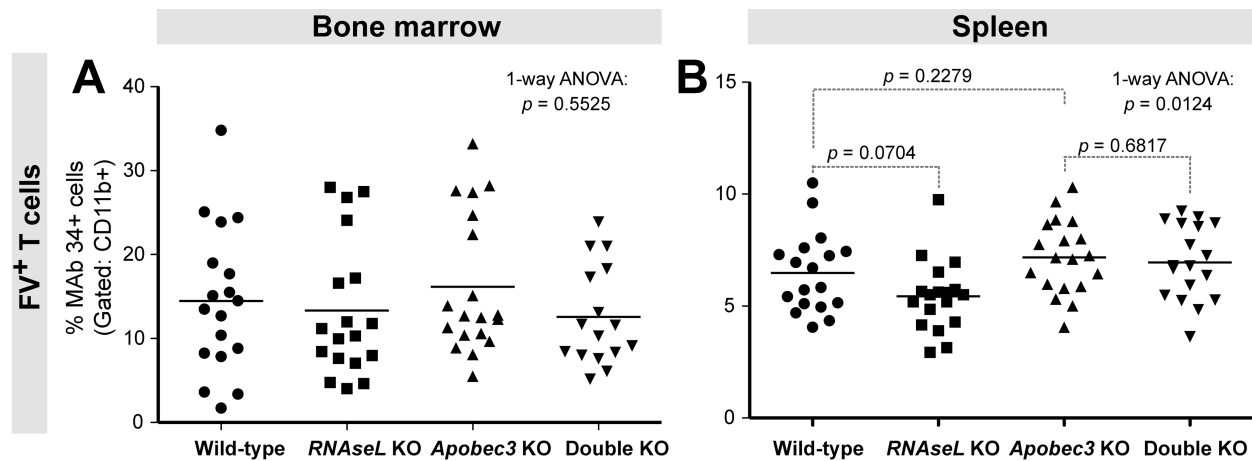 Bone marrow
Spleen
FV+ T cells
A
% MAb 34+ cells
(Gated: CD11b+)
40
30
20
10
0
1-way ANOVA:
p = 0.5525
Wild-type
RNAseL KO
Apobec3 KO
Double KO
B
15
10
5
0
p = 0.2279
p = 0.0704
p = 0.6817
1-way ANOVA:
p = 0.0124
Wild-type
RNAseL KO
Apobec3 KO
Double KO